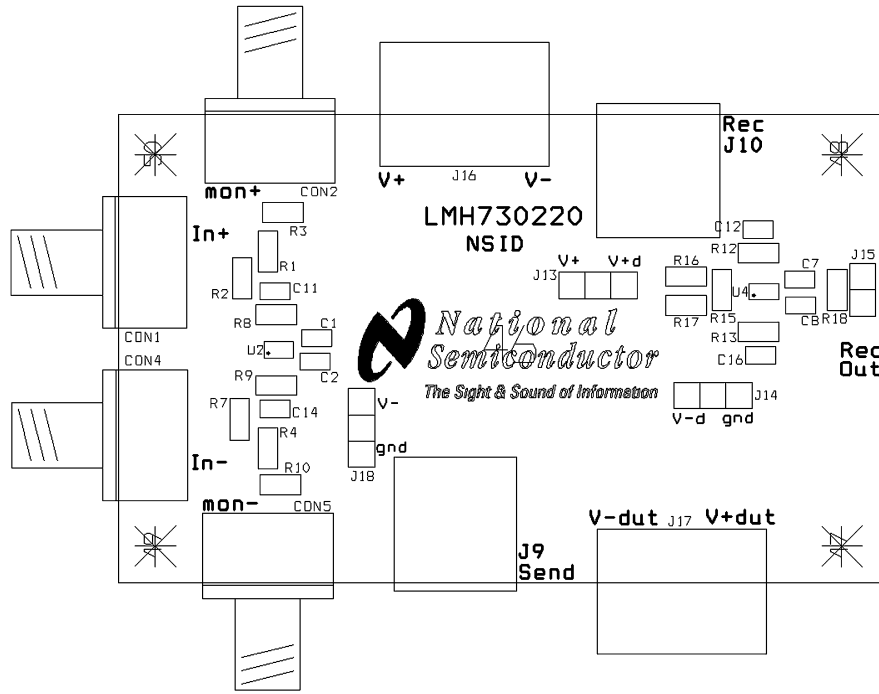 Rec
J10
V+ J16 V-
mon+ CON2
LMH730220
NSID
In+
R3
R1
R2
C11
R8
C1
CON1
CON4
U2
C2
R9
R7
C14
R4
In-
R10
mon- CON5
V-
gnd
J18
National
Semiconductor
The Sight & Sound of Information
V+ V+d
J13
C12
R12
R16
C7
J15
U4
R15
R17
C8
R18
R13
C16
Rec
Out
J14
V-d gnd
J9
Send
V-dut J17 V+dut